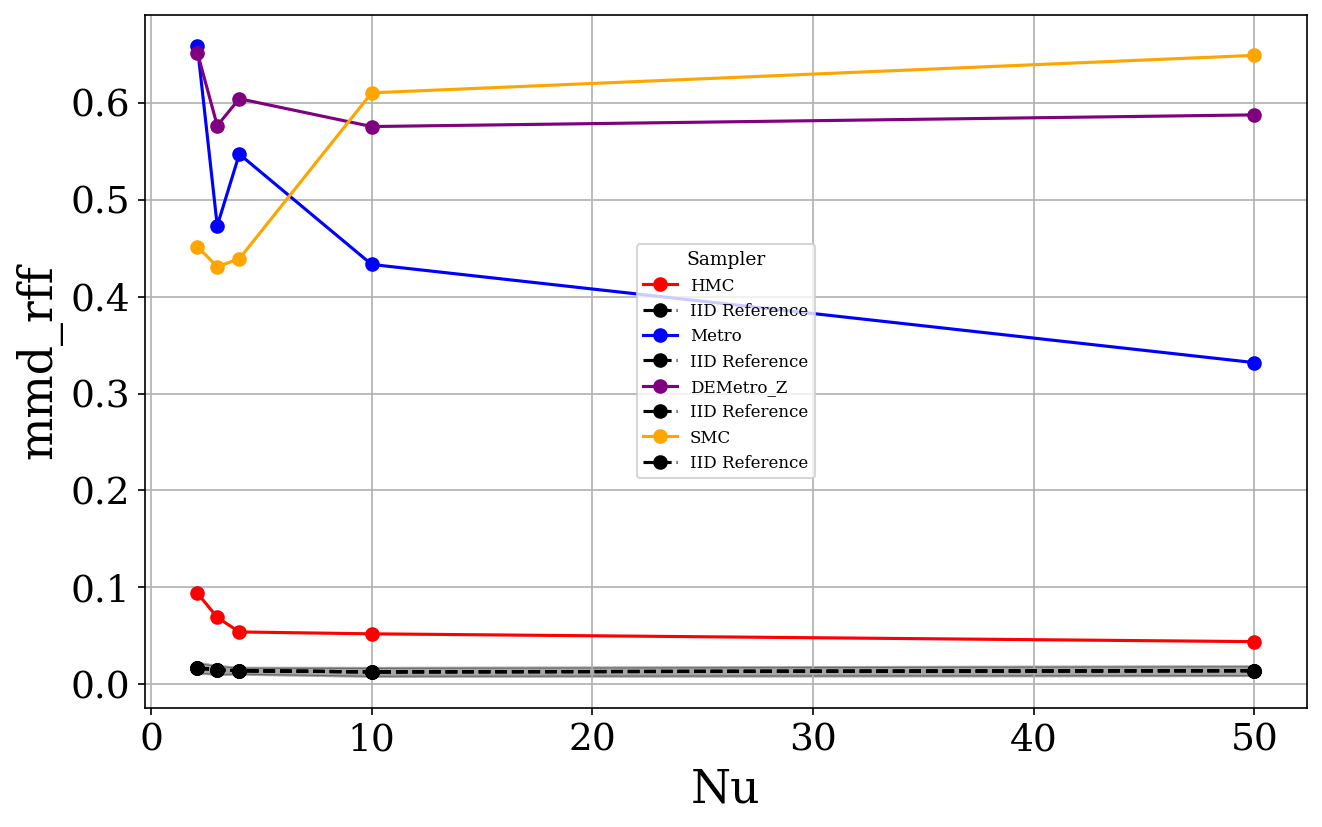 0.6
0.5
0.4
0.3
0.2
0.1
0.0
mmd_rff
Sampler
HMC
IID Reference
Metro
IID Reference
DEMetro_Z
IID Reference
SMC
IID Reference
0 10 20 30 40 50
Nu